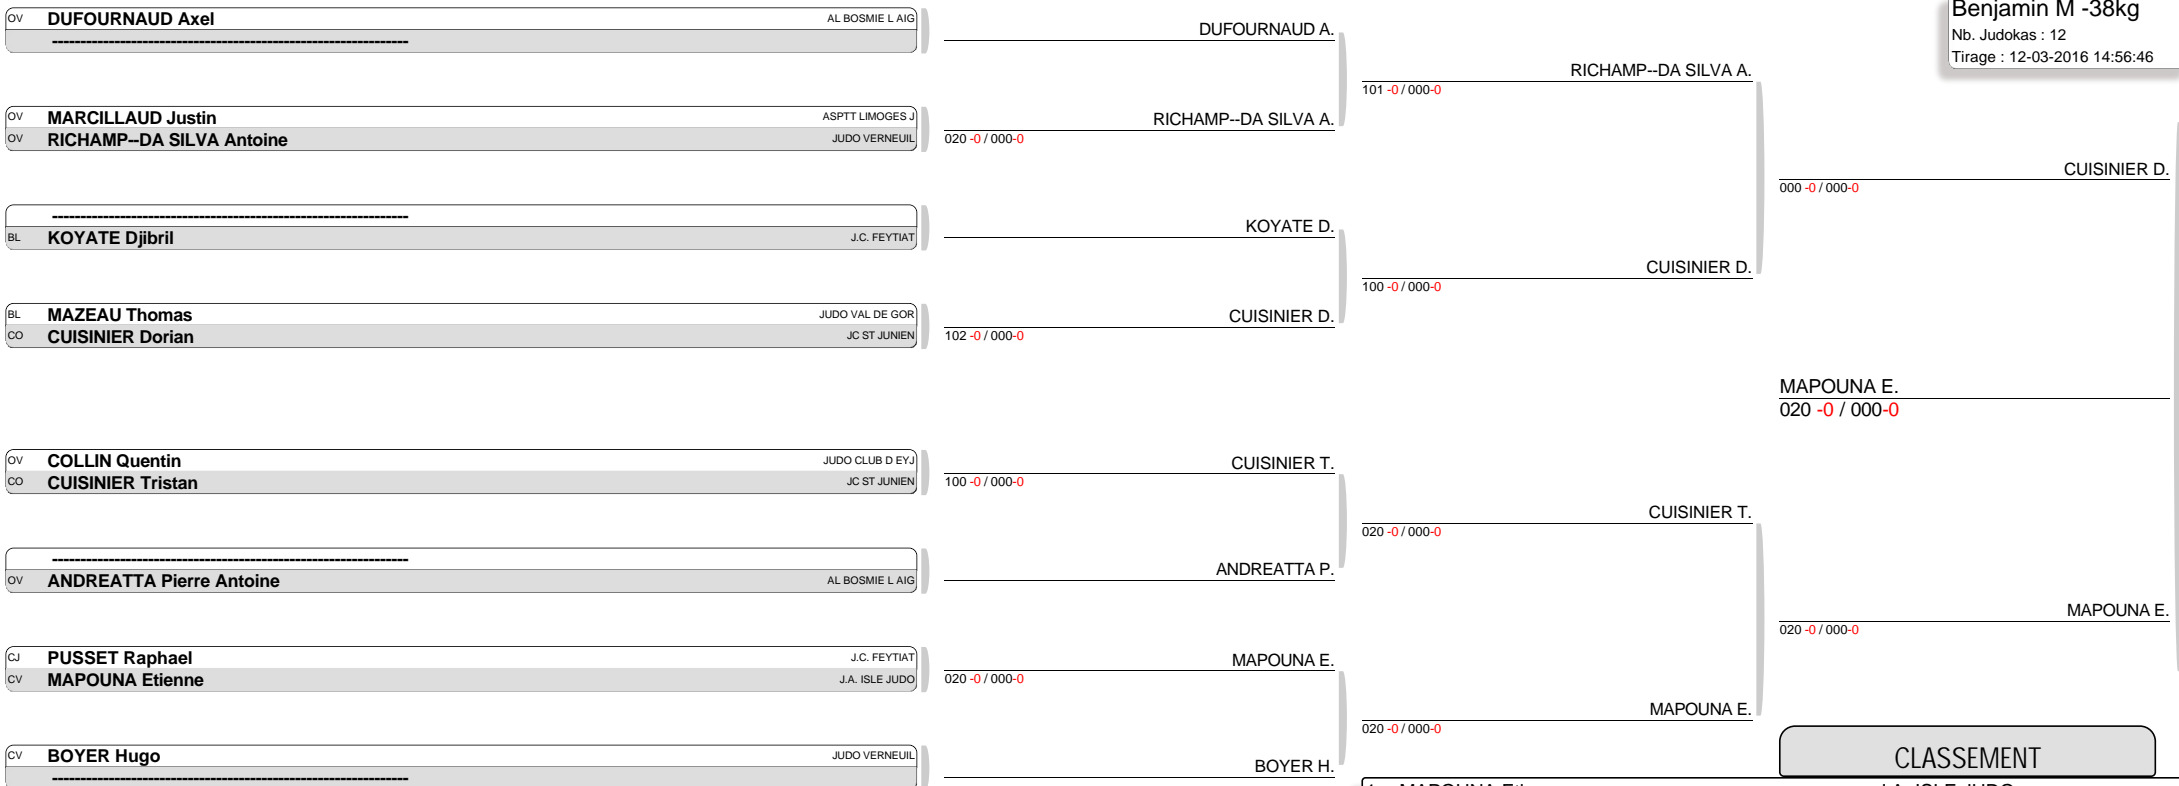 Benjamin M -38kg
Nb. Judokas : 12
Tirage : 12-03-2016 14:56:46
OV DUFOURNAUD Axel AL BOSMIE L AIG
----------------------------------------------------------------
OV MARCILLAUD Justin ASPTT LIMOGES J
OV RICHAMP--DA SILVA Antoine JUDO VERNEUIL
----------------------------------------------------------------
BL KOYATE Djibril J.C. FEYTIAT
BL MAZEAU Thomas JUDO VAL DE GOR
CO CUISINIER Dorian JC ST JUNIEN
OV COLLIN Quentin JUDO CLUB D EYJ
CO CUISINIER Tristan JC ST JUNIEN
----------------------------------------------------------------
OV ANDREATTA Pierre Antoine AL BOSMIE L AIG
CJ PUSSET Raphael J.C. FEYTIAT
CV MAPOUNA Etienne J.A. ISLE JUDO
CV BOYER Hugo JUDO VERNEUIL
----------------------------------------------------------------
DUFOURNAUD A.
RICHAMP--DA SILVA A.
020 -0 / 000-0
KOYATE D.
CUISINIER D.
102 -0 / 000-0
CUISINIER T.
100 -0 / 000-0
ANDREATTA P.
MAPOUNA E.
020 -0 / 000-0
BOYER H.
RICHAMP--DA SILVA A.
101 -0 / 000-0
CUISINIER D.
100 -0 / 000-0
CUISINIER T.
020 -0 / 000-0
MAPOUNA E.
020 -0 / 000-0
CUISINIER D.
000 -0 / 000-0
MAPOUNA E.
020 -0 / 000-0
MAPOUNA E.
020 -0 / 000-0
CLASSEMENT
MAPOUNA Etienne J.A. ISLE JUDO